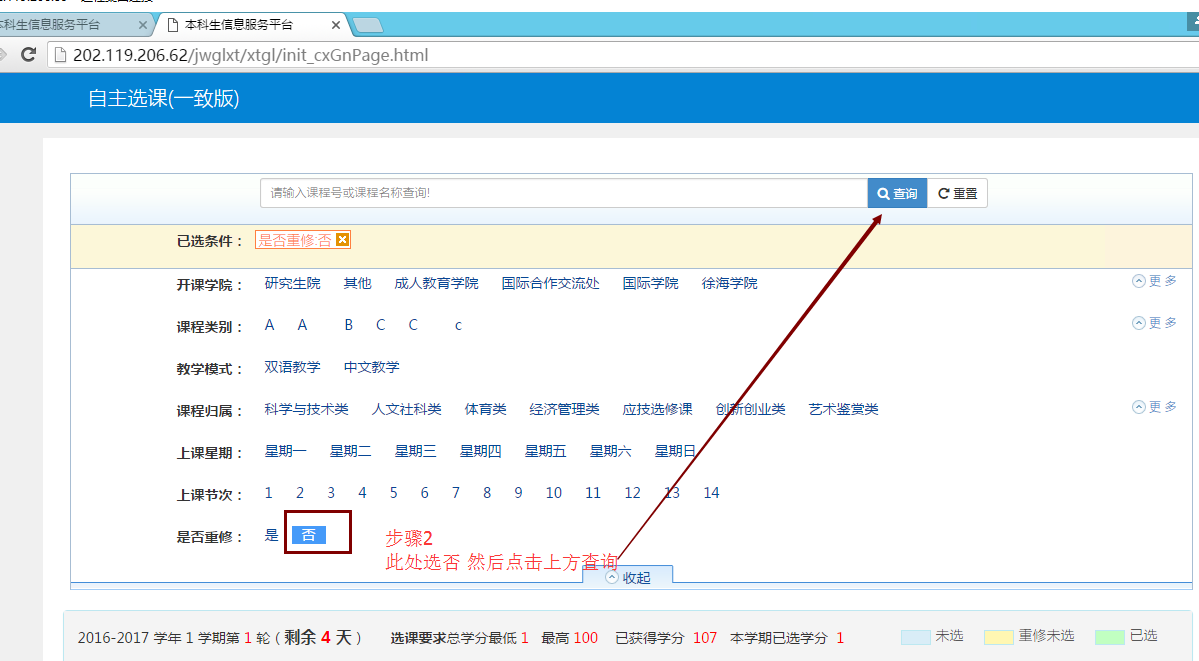 本科生信息服务平台 本科生信息服务平台
202.119.206.62/jwglxt/xtgl/init_cxGnPage.html
自主选课(一致版)
请输入课程号或课程名称查询! 查询 重置
已选条件： 是否重修:否
开课学院： 研究生院 其他 成人教育学院 国际合作交流处 国际学院 徐海学院 更多
课程类别： A A B C C c 更多
教学模式： 双语教学 中文教学
课程归属： 科学与技术类 人文社科类 体育类 经济管理类 应技选修课 创新创业类 艺术鉴赏类 更多
上课星期： 星期一 星期二 星期三 星期四 星期五 星期六 星期日
上课节次： 1 2 3 4 5 6 7 8 9 10 11 12 13 14
是否重修： 是 否
步骤2
此处选否 然后点击上方查询
收起
2016-2017 学年 1 学期第 1 轮（剩余 4 天） 选课要求总学分最低 1 最高 100 已获得学分 107 本学期已选学分 1 未选 重修未选 已选